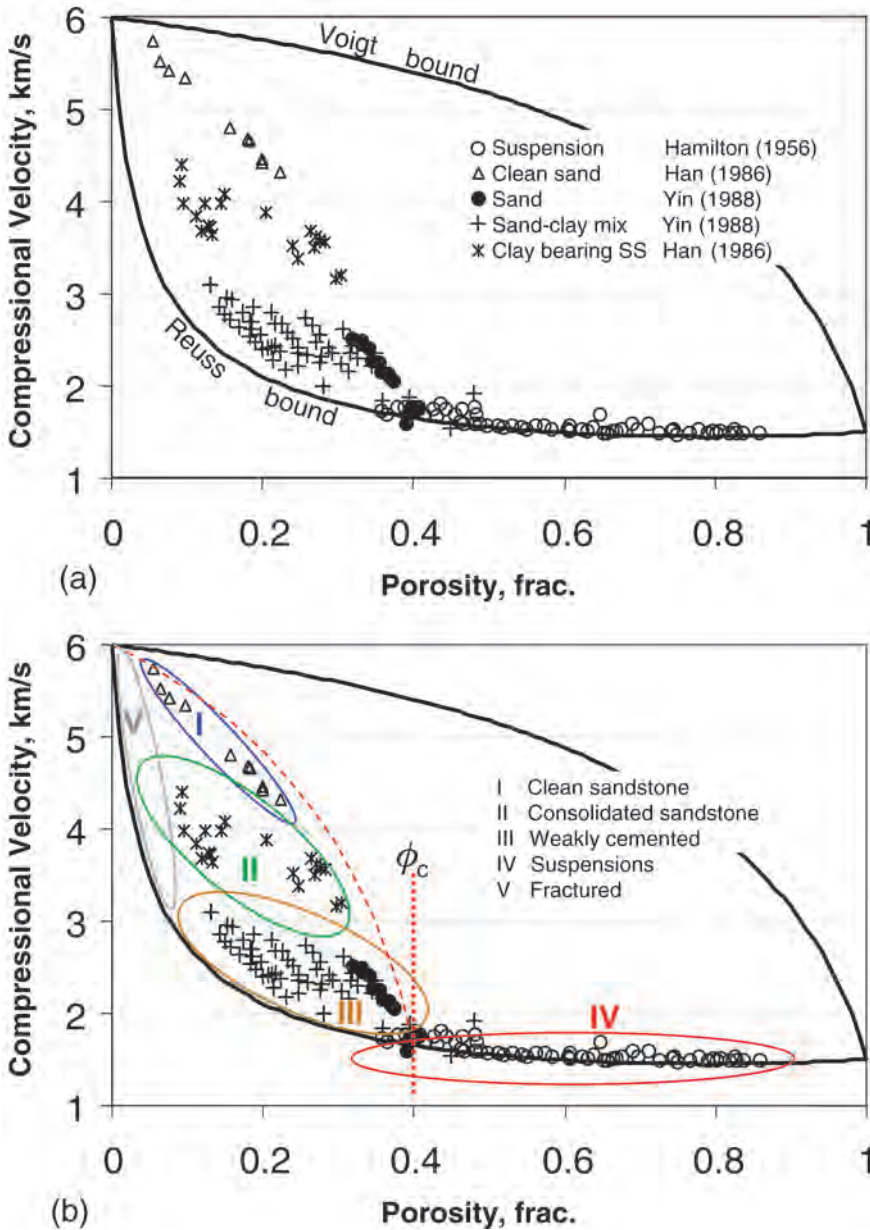 6
5
4
3
2
1
Compressional Velocity, km/s
Voigt bound
Reuss bound
Suspension Hamilton (1956)
Clean sand Han (1986)
Sand Yin (1988)
Sand-clay mix Yin (1988)
Clay bearing SS Han (1986)
0 0.2 0.4 0.6 0.8 1
Porosity, frac.
(a)
6
5
4
3
2
1
Compressional Velocity, km/s
V
I
II
III
IV
ϕc
I Clean sandstone
II Consolidated sandstone
III Weakly cemented
IV Suspensions
V Fractured
0 0.2 0.4 0.6 0.8 1
Porosity, frac.
(b)